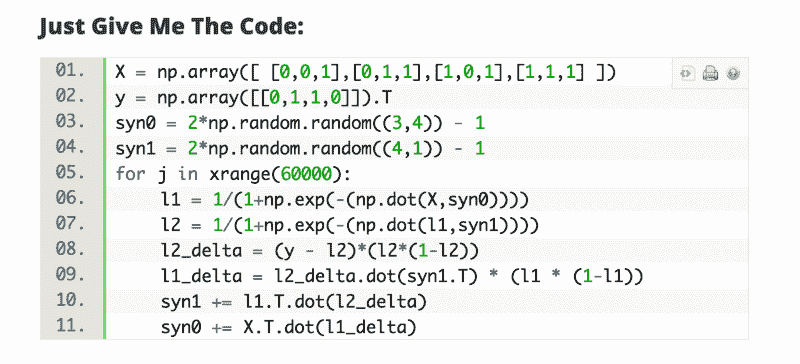 Just Give Me The Code:
01. X = np.array([ [0,0,1],[0,1,1],[1,0,1],[1,1,1] ])
02. y = np.array([[0,1,1,0]]).T
03. syn0 = 2*np.random.random((3,4)) - 1
04. syn1 = 2*np.random.random((4,1)) - 1
05. for j in xrange(60000):
06.     l1 = 1/(1+np.exp(-(np.dot(X,syn0))))
07.     l2 = 1/(1+np.exp(-(np.dot(l1,syn1))))
08.     l2_delta = (y - l2)*(l2*(1-l2))
09.     l1_delta = l2_delta.dot(syn1.T) * (l1 * (1-l1))
10.     syn1 += l1.T.dot(l2_delta)
11.     syn0 += X.T.dot(l1_delta)